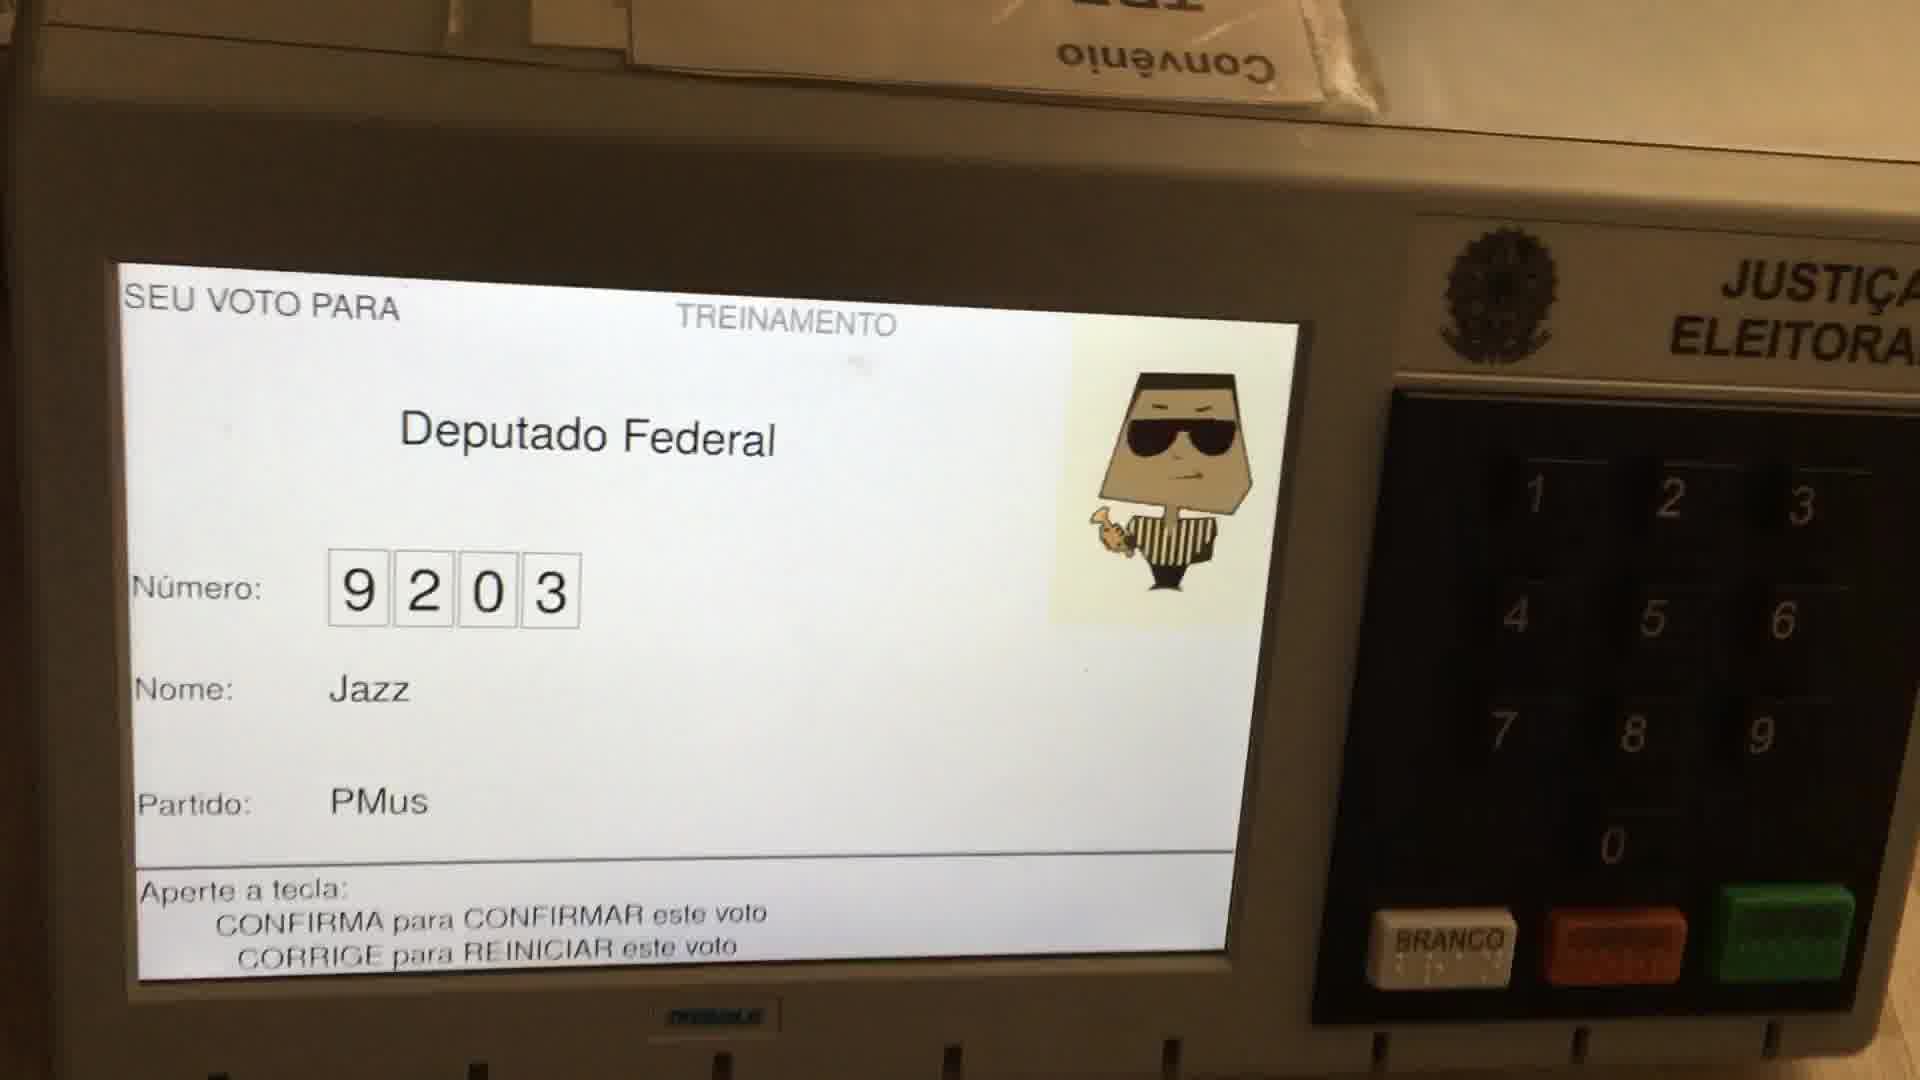 Convênio
SEU VOTO PARA
TREINAMENTO
Deputado Federal
Número: 9 2 0 3
Nome: Jazz
Partido: PMus
Aperte a tecla:
CONFIRMA para CONFIRMAR este voto
CORRIGE para REINICIAR este voto
JUSTIÇA
ELEITORA
1 2 3
4 5 6
7 8 9
0
BRANCO